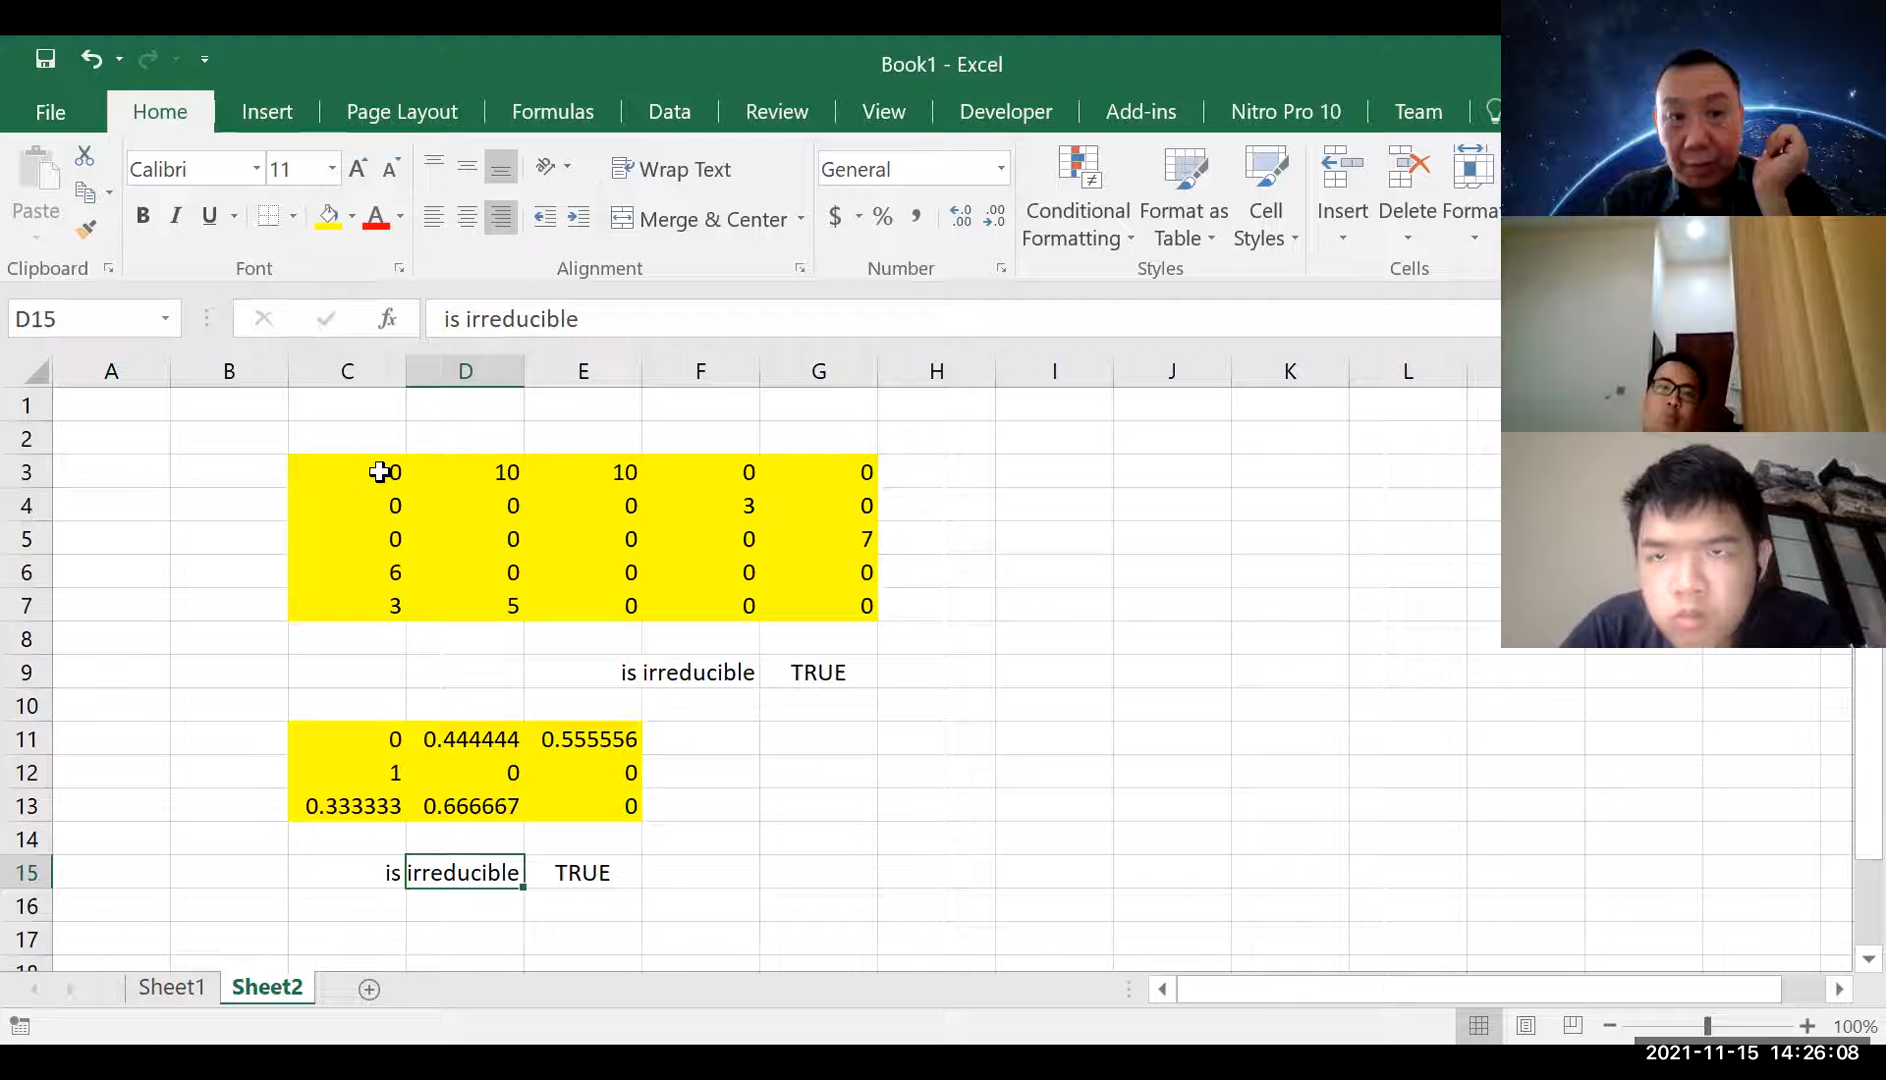 Book1 - Excel
File Home Insert Page Layout Formulas Data Review View Developer Add-ins Nitro Pro 10 Team
Paste
Calibri 11
B I U A
Wrap Text
Merge & Center
General
$ % ,
Conditional Formatting
Format as Table
Cell Styles
Insert Delete Forma
Clipboard Font Alignment Number Styles Cells
D15 fx is irreducible
A B C D E F G H I J K L
1
2
3 0 10 10 0 0
4 0 0 0 3 0
5 0 0 0 0 7
6 6 0 0 0 0
7 3 5 0 0 0
8
9 is irreducible TRUE
10
11 0 0.444444 0.555556
12 1 0 0
13 0.333333 0.666667 0
14
15 is irreducible TRUE
16
17
18
Sheet1 Sheet2
100%
2021-11-15 14:26:08